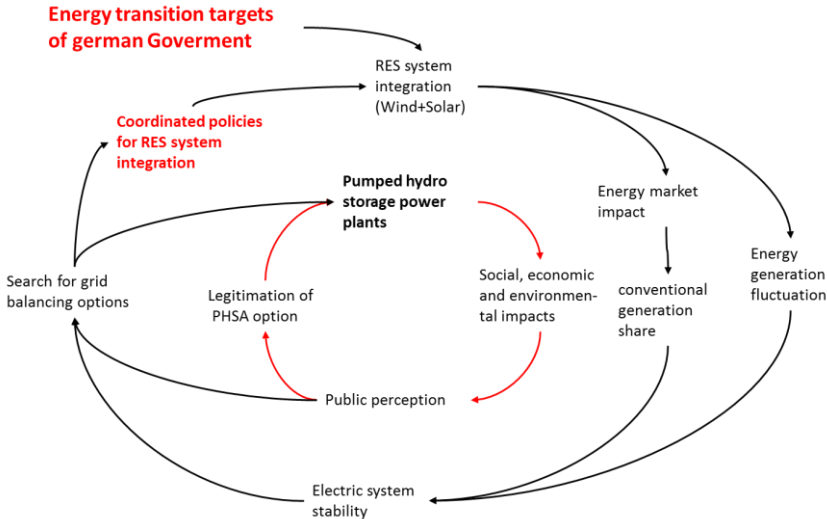 Energy transition targets
of german Goverment
RES system
integration
(Wind+Solar)
Coordinated policies
for RES system
integration
Pumped hydro
storage power
plants
Energy market
impact
Energy
generation
fluctuation
Search for grid
balancing options
Legitimation of
PHSA option
Social, economic
and environmen-
tal impacts
conventional
generation
share
Public perception
Electric system
stability